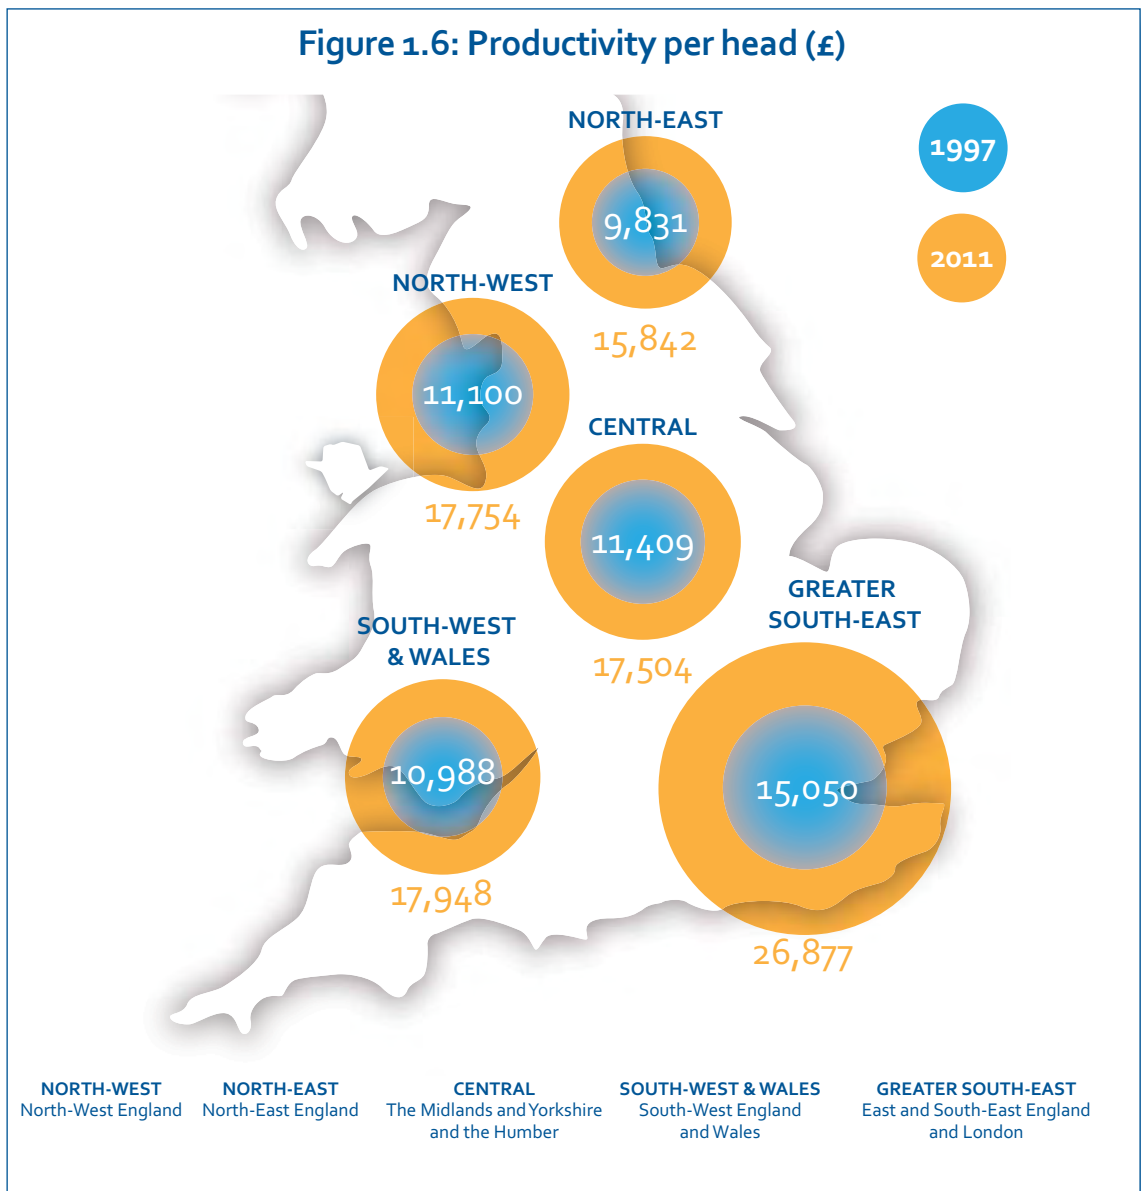 Figure 1.6: Productivity per head (£)
NORTH-EAST
1997
9,831
2011
NORTH-WEST
15,842
11,100
CENTRAL
17,754
11,409
GREATER
SOUTH-EAST
SOUTH-WEST
& WALES
17,504
10,988
15,050
17,948
26,877
NORTH-WEST
North-West England
NORTH-EAST
North-East England
CENTRAL
The Midlands and Yorkshire
and the Humber
SOUTH-WEST & WALES
South-West England
and Wales
GREATER SOUTH-EAST
East and South-East England
and London